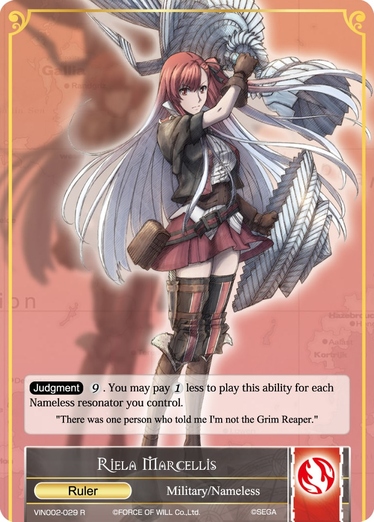 Judgment 9 . You may pay 1 less to play this ability for each
Nameless resonator you control.
"There was one person who told me I'm not the Grim Reaper."
Riela Marcellis
Ruler Military/Nameless
VIN002-029 R ©FORCE OF WILL Co.,Ltd. ©SEGA